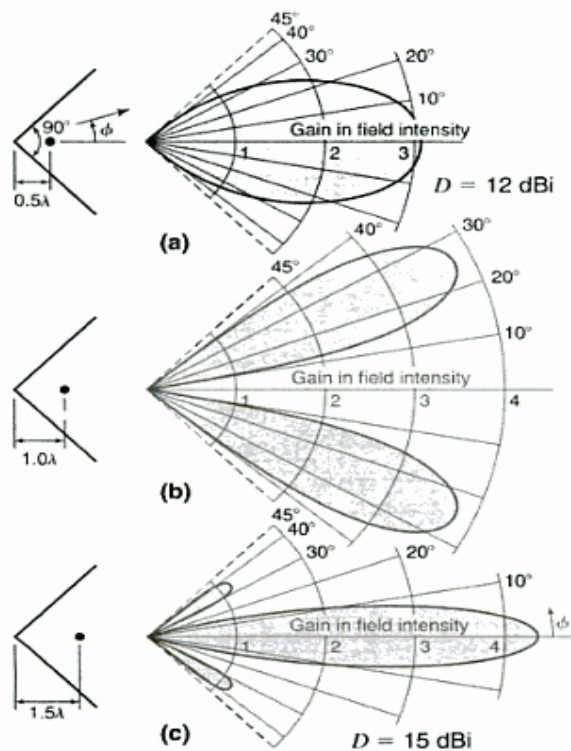 45°
40°
30°
20°
10°
90°
ϕ
Gain in field intensity
1 2 3
0.5λ
D = 12 dBi
(a)
45°
40°
30°
20°
10°
Gain in field intensity
1 2 3 4
1.0λ
(b)
45°
40°
30°
20°
10°
ϕ
Gain in field intensity
1 2 3 4
1.5λ
(c)
D = 15 dBi